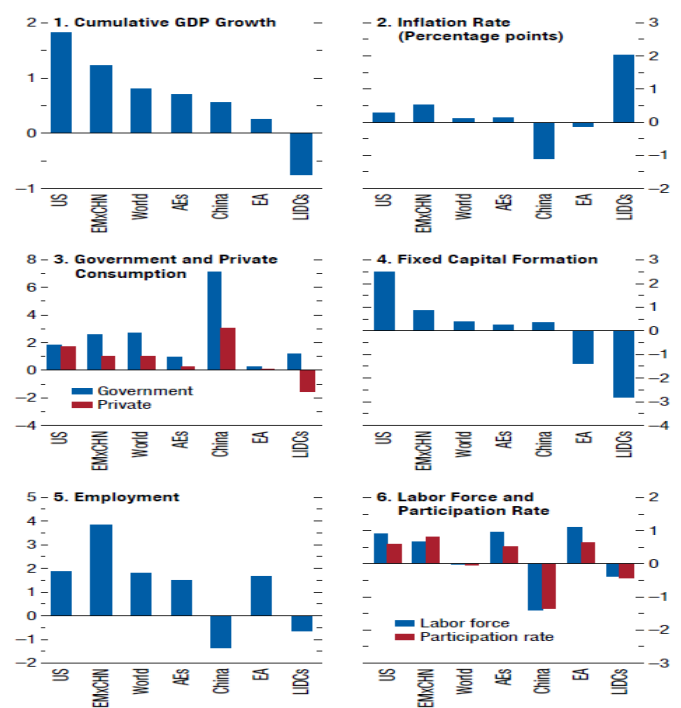 1. Cumulative GDP Growth
2
1
0
−1
US
EMxCHN
World
AEs
China
EA
LIDCs
2. Inflation Rate
(Percentage points)
3
2
1
0
−1
−2
US
EMxCHN
World
AEs
China
EA
LIDCs
3. Government and Private
Consumption
8
6
4
2
0
−2
−4
Government
Private
US
EMxCHN
World
AEs
China
EA
LIDCs
4. Fixed Capital Formation
3
2
1
0
−1
−2
−3
−4
US
EMxCHN
World
AEs
China
EA
LIDCs
5. Employment
5
4
3
2
1
0
−1
−2
US
EMxCHN
World
AEs
China
EA
LIDCs
6. Labor Force and
Participation Rate
2
1
0
−1
−2
−3
Labor force
Participation rate
US
EMxCHN
World
AEs
China
EA
LIDCs